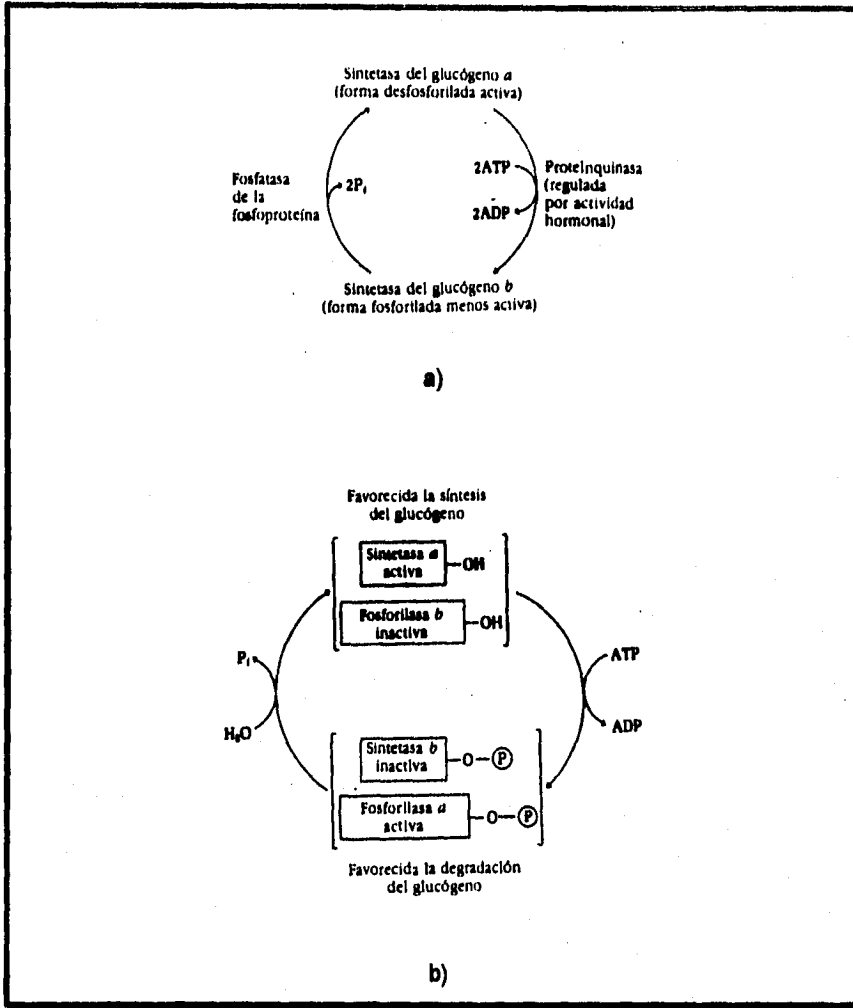 Sintetasa del glucógeno a
(forma desfosforilada activa)
Fosfatasa
de la
fosfoproteína
2Pi
2ATP
2ADP
Proteinquinasa
(regulada
por actividad
hormonal)
Sintetasa del glucógeno b
(forma fosforilada menos activa)
a)
Favorecida la síntesis
del glucógeno
Sintetasa a
activa
—OH
Fosforilasa b
inactiva
—OH
Pi
H₂O
ATP
ADP
Sintetasa b
inactiva
—O—P
Fosforilasa a
activa
—O—P
Favorecida la degradación
del glucógeno
b)